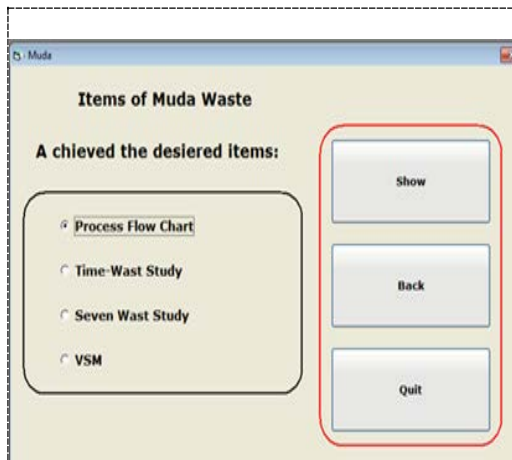 Muda
Items of Muda Waste
A chieved the desiered items:
Process Flow Chart
Time-Wast Study
Seven Wast Study
VSM
Show
Back
Quit